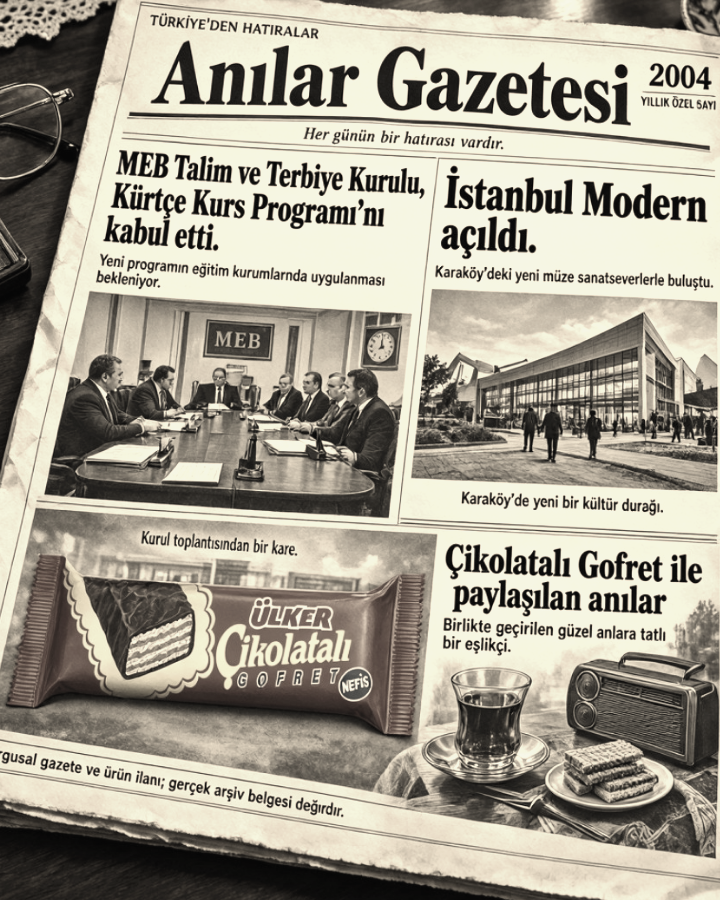 TÜRKİYE'DEN HATIRALAR
Anılar Gazetesi
2004
YILLIK ÖZEL SAYI
Her günün bir hatırası vardır.
MEB Talim ve Terbiye Kurulu,
Kürtçe Kurs Programı'nı
kabul etti.
Yeni programın eğitim kurumlarnda uygulanması
bekleniyor.
MEB
İstanbul Modern
açıldı.
Karaköy'deki yeni müze sanatseverlerle buluştu.
Karaköy'de yeni bir kültür durağı.
Kurul toplantısından bir kare.
ÜLKER
Çikolatalı
GOFRET
NEFİS
Çikolatalı Gofret ile
paylaşılan anılar
Birlikte geçirilen güzel anlara tatlı
bir eşlikçi.
rgusal gazete ve ürün ilanı; gerçek arşiv belgesi değırdır.